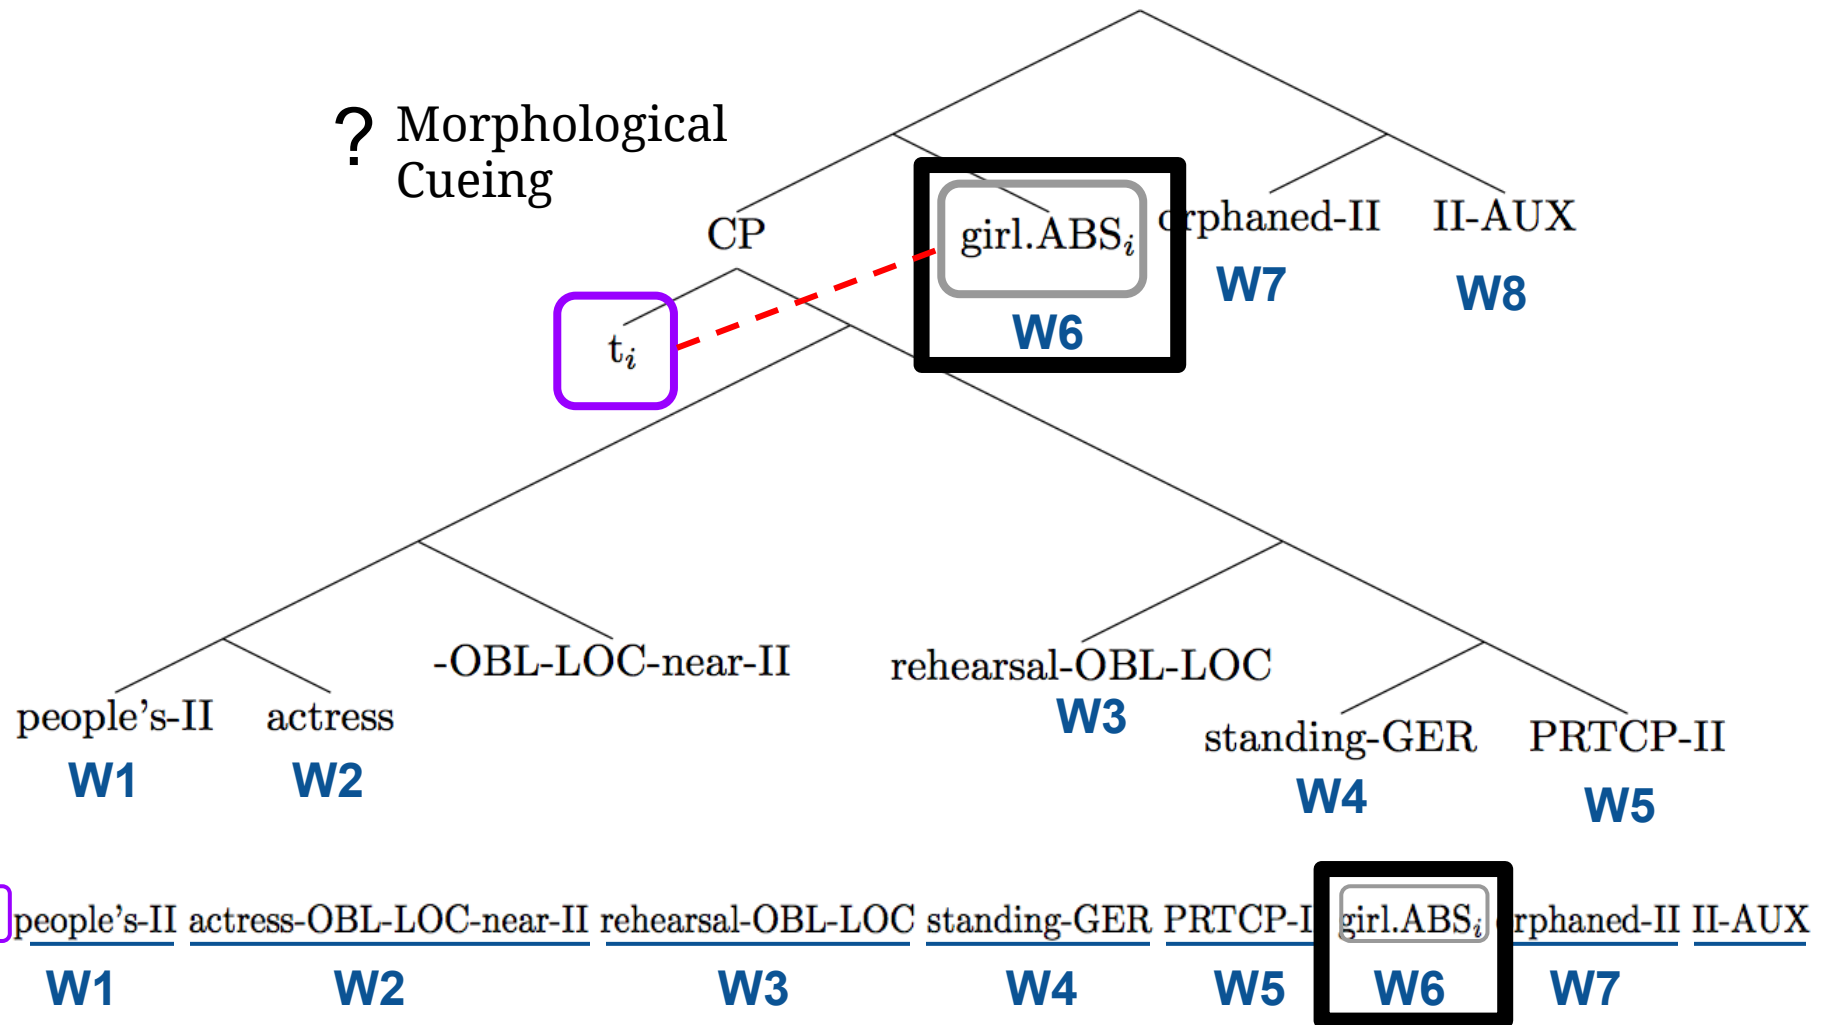 ? Morphological
Cueing
CP
girl.ABSi
orphaned-II
II-AUX
W7
W8
W6
ti
-OBL-LOC-near-II
rehearsal-OBL-LOC
people's-II
actress
W3
standing-GER
PRTCP-II
W1
W2
W4
W5
people's-II actress-OBL-LOC-near-II rehearsal-OBL-LOC standing-GER PRTCP-I girl.ABSi rphaned-II II-AUX
W1 W2 W3 W4 W5 W6 W7